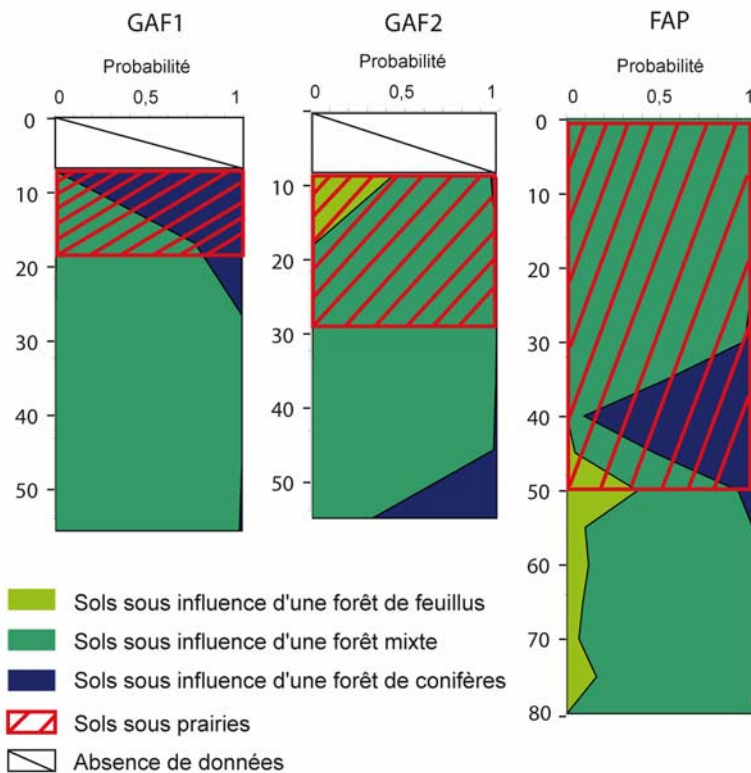 GAF1 GAF2 FAP
Probabilité Probabilité Probabilité
0 0,5 1 0 0,5 1 0 0,5 1
0 0 0
10 10 10
20 20 20
30 30 30
40 40 40
50 50 50
60
70
80
Sols sous influence d'une forêt de feuillus
Sols sous influence d'une forêt mixte
Sols sous influence d'une forêt de conifères
Sols sous prairies
Absence de données